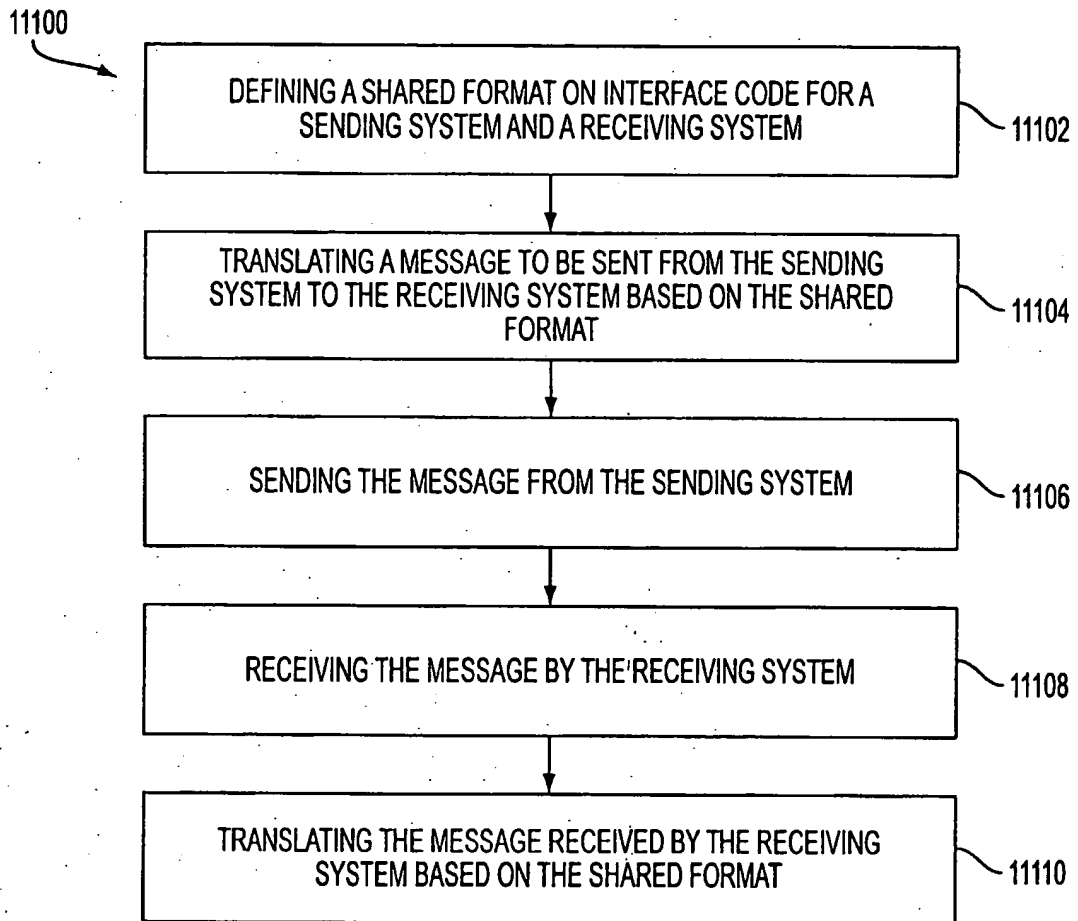 11100
DEFINING A SHARED FORMAT ON INTERFACE CODE FOR A
SENDING SYSTEM AND A RECEIVING SYSTEM
11102
TRANSLATING A MESSAGE TO BE SENT FROM THE SENDING
SYSTEM TO THE RECEIVING SYSTEM BASED ON THE SHARED
FORMAT
11104
SENDING THE MESSAGE FROM THE SENDING SYSTEM
11106
RECEIVING THE MESSAGE BY THE RECEIVING SYSTEM
11108
TRANSLATING THE MESSAGE RECEIVED BY THE RECEIVING
SYSTEM BASED ON THE SHARED FORMAT
11110